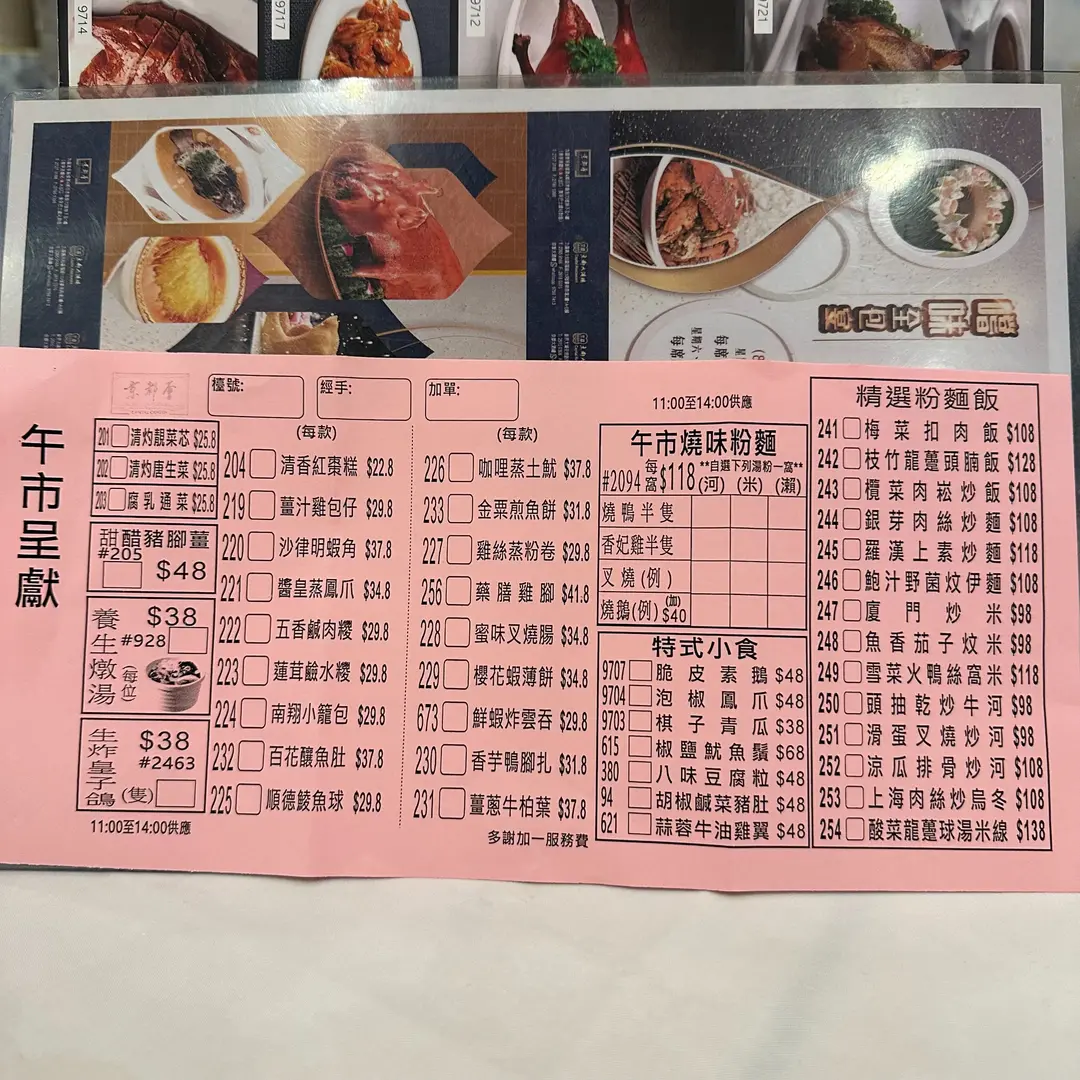 9714
9717
9712
9721
午市呈獻
京都薈
檯號:
經手:
加單:
11:00至14:00供應
201 清灼靚菜芯 $25.8
202 清灼唐生菜 $25.8
203 腐乳通菜 $25.8
甜醋豬腳薑
#205
$48
養生燉湯 (每位)
$38
#928
生炸皇子鴿 (隻)
$38
#2463
11:00至14:00供應
(每款)
204 清香紅棗糕 $22.8
219 薑汁雞包仔 $29.8
220 沙律明蝦角 $37.8
221 醬皇蒸鳳爪 $34.8
222 五香鹹肉糉 $29.8
223 蓮茸鹼水糉 $29.8
224 南翔小籠包 $29.8
232 百花釀魚肚 $37.8
225 順德鯪魚球 $29.8
(每款)
226 咖哩蒸土魷 $37.8
233 金粟煎魚餅 $31.8
227 雞絲蒸粉卷 $29.8
256 藥膳雞腳 $41.8
228 蜜味叉燒腸 $34.8
229 櫻花蝦薄餅 $34.8
673 鮮蝦炸雲吞 $29.8
230 香芋鴨腳扎 $31.8
231 薑蔥牛柏葉 $37.8
多謝加一服務費
午市燒味粉麵
#2094 每窩 $118 **自選下列湯粉一窩**
(河) (米) (瀨)
燒鴨半隻
香妃雞半隻
叉燒(例)
燒鵝(例) (加) $40
特式小食
9707 脆皮素鵝 $48
9704 泡椒鳳爪 $48
9703 棋子青瓜 $38
615 椒鹽魷魚鬚 $68
380 八味豆腐粒 $48
94 胡椒鹹菜豬肚 $48
621 蒜蓉牛油雞翼 $48
精選粉麵飯
241 梅菜扣肉飯 $108
242 枝竹龍躉頭腩飯 $128
243 欖菜肉崧炒飯 $108
244 銀芽肉絲炒麵 $108
245 羅漢上素炒麵 $118
246 鮑汁野菌炆伊麵 $108
247 廈門炒米 $98
248 魚香茄子炆米 $98
249 雪菜火鴨絲窩米 $118
250 頭抽乾炒牛河 $98
251 滑蛋叉燒炒河 $98
252 涼瓜排骨炒河 $108
253 上海肉絲炒烏冬 $108
254 酸菜龍躉球湯米線 $138